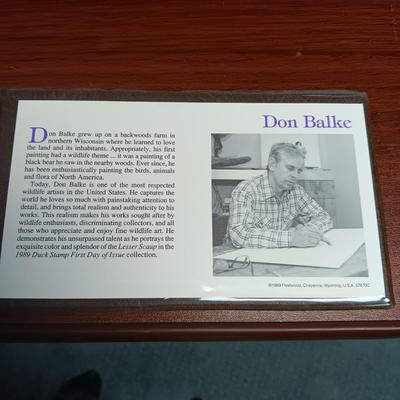 Don Balke
Don Balke grew up on a backwoods farm in
northern Wisconsin where he learned to love
the land and its inhabitants. Appropriately, his first
painting had a wildlife theme ... it was a painting of a
black bear he saw in the nearby woods. Ever since, he
has been enthusiastically painting the birds, animals
and flora of North America.
Today, Don Balke is one of the most respected
wildlife artists in the United States. He captures the
world he loves so much with painstaking attention to
detail, and brings total realism and authenticity to his
works. This realism makes his works sought after by
wildlife enthusiasts, discriminating collectors, and all
those who appreciate and enjoy fine wildlife art. He
demonstrates his unsurpassed talent as he portrays the
exquisite color and splendor of the Lesser Scaup in the
1989 Duck Stamp First Day of Issue collection.
©1989 Fleetwood, Cheyenne, Wyoming, U.S.A. 57870C